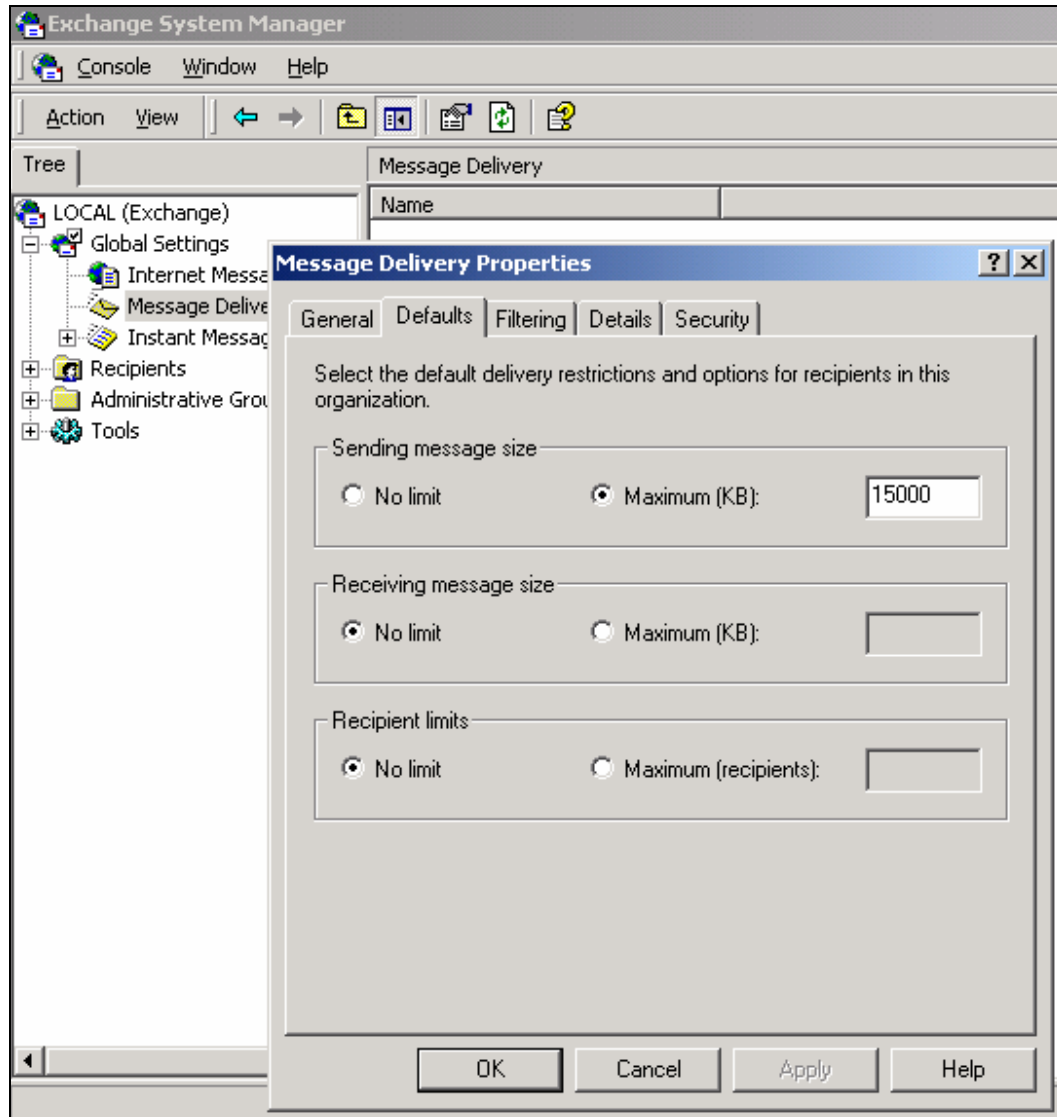 Exchange System Manager
Console Window Help
Action View
Tree
Message Delivery
Name
LOCAL (Exchange)
Global Settings
Internet Messa
Message Delive
Instant Messag
Recipients
Administrative Grou
Tools
Message Delivery Properties
General Defaults Filtering Details Security
Select the default delivery restrictions and options for recipients in this
organization.
Sending message size
No limit Maximum (KB): 15000
Receiving message size
No limit Maximum (KB):
Recipient limits
No limit Maximum (recipients):
OK Cancel Apply Help